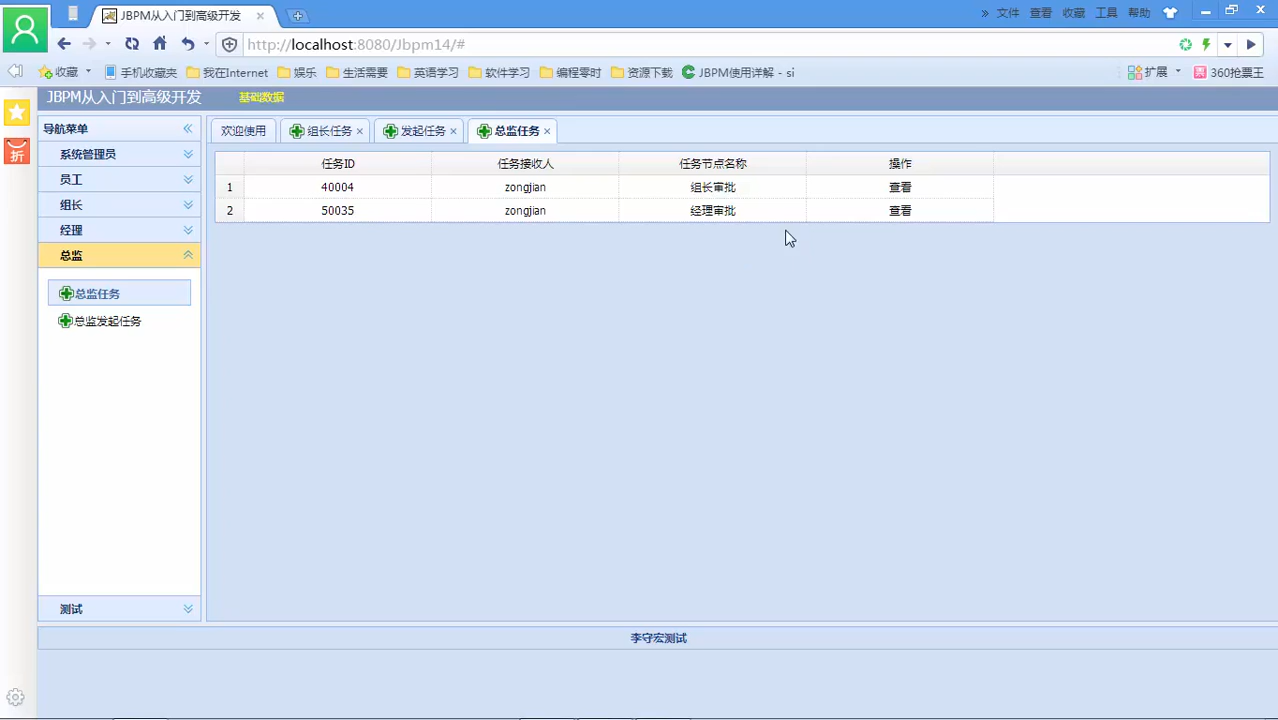 JBPM从入门到高级开发
» 文件 查看 收藏 工具 帮助
http://localhost:8080/Jbpm14/#
收藏 手机收藏夹 我在Internet 娱乐 生活需要 英语学习 软件学习 编程零时 资源下载 JBPM使用详解 - si 扩展 360抢票王
折
JBPM从入门到高级开发 基础数据
导航菜单
系统管理员
员工
组长
经理
总监
总监任务
总监发起任务
测试
欢迎使用 组长任务 发起任务 总监任务
任务ID 任务接收人 任务节点名称 操作
1 40004 zongjian 组长审批 查看
2 50035 zongjian 经理审批 查看
李守宏测试